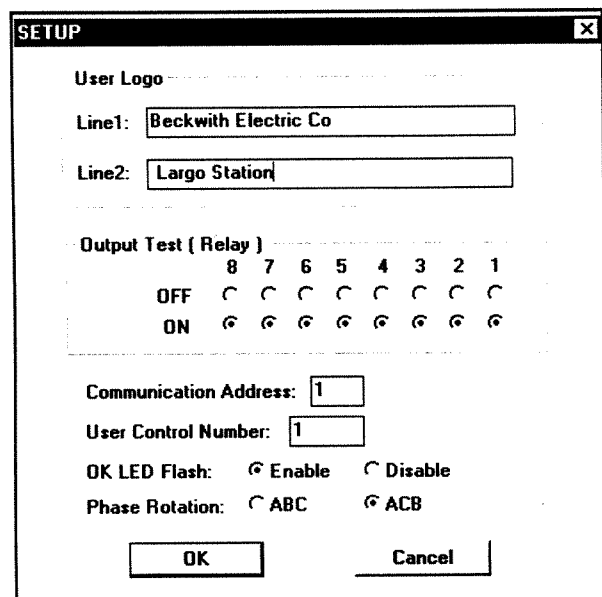 SETUP
User Logo
Line1: Beckwith Electric Co
Line2: Largo Station
Output Test ( Relay )
8 7 6 5 4 3 2 1
OFF
ON
Communication Address: 1
User Control Number: 1
OK LED Flash: Enable Disable
Phase Rotation: ABC ACB
OK Cancel